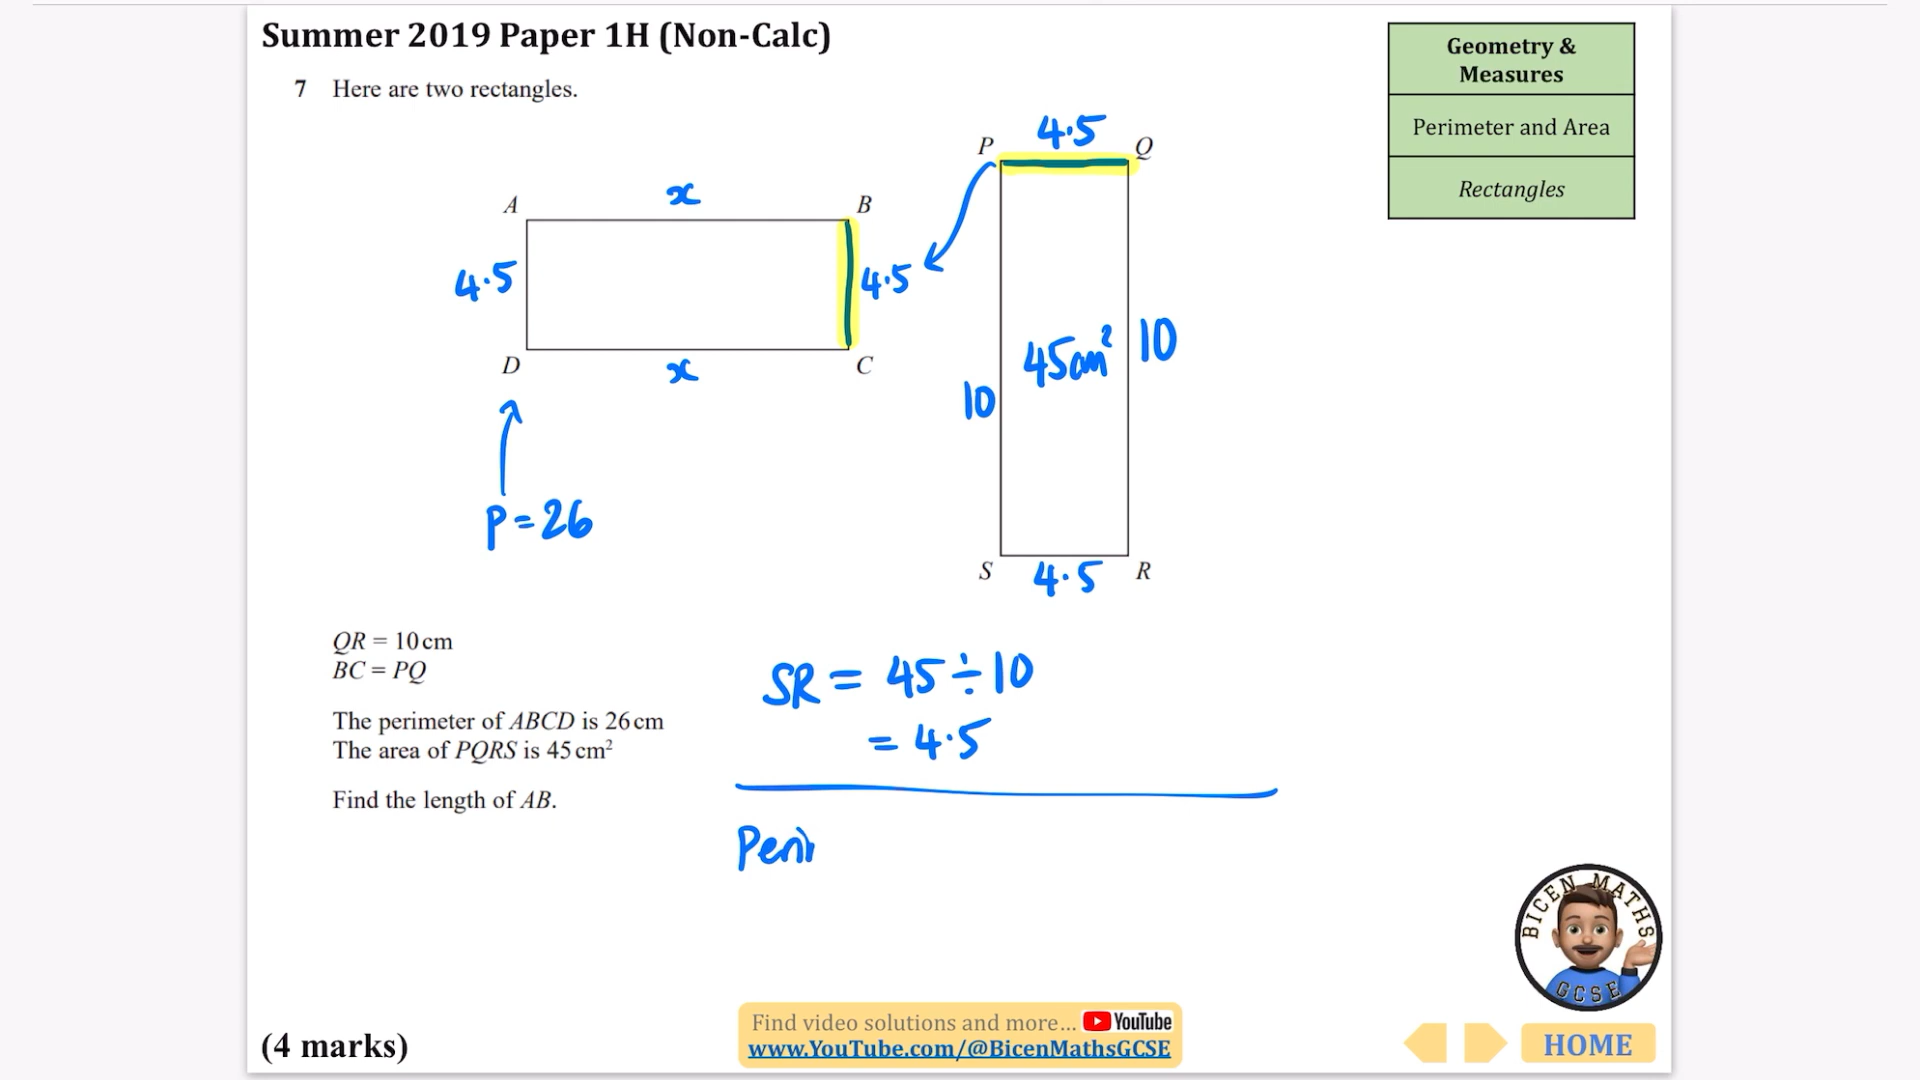 Summer 2019 Paper 1H (Non-Calc)
Geometry &
Measures
Perimeter and Area
Rectangles
7 Here are two rectangles.
4.5
P Q
x
A B
4.5 4.5
45cm² 10
D x C
10
P=26
S 4.5 R
QR = 10 cm
BC = PQ
The perimeter of ABCD is 26 cm
The area of PQRS is 45 cm²
Find the length of AB.
SR = 45 ÷ 10
= 4.5
Peri
BICEN MATHS
GCSE
(4 marks)
Find video solutions and more... YouTube
www.YouTube.com/@BicenMathsGCSE
HOME